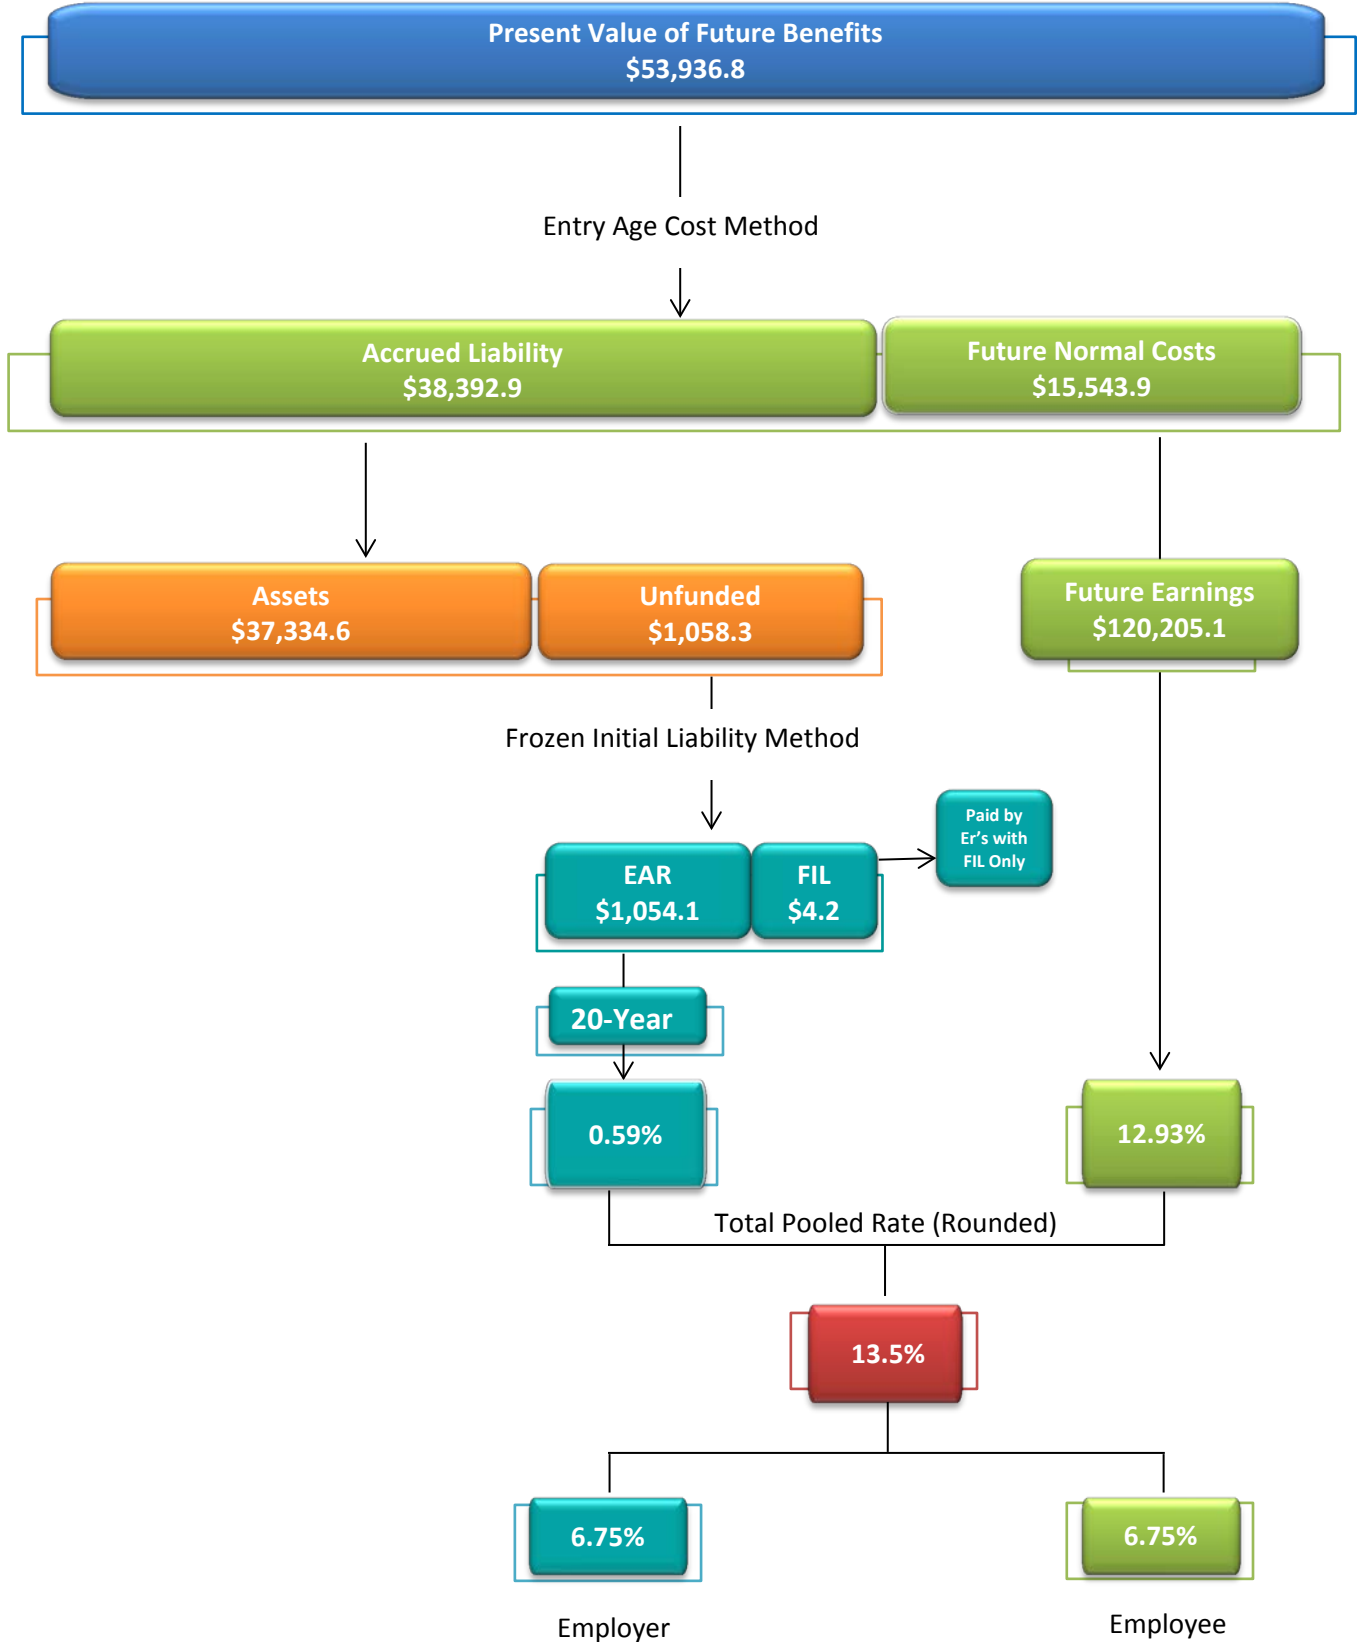 Present Value of Future Benefits
$53,936.8
Entry Age Cost Method
Accrued Liability
$38,392.9
Future Normal Costs
$15,543.9
Assets
$37,334.6
Unfunded
$1,058.3
Future Earnings
$120,205.1
Frozen Initial Liability Method
Paid by
Er’s with
FIL Only
EAR
$1,054.1
FIL
$4.2
20-Year
0.59%
12.93%
Total Pooled Rate (Rounded)
13.5%
6.75%
6.75%
Employer
Employee